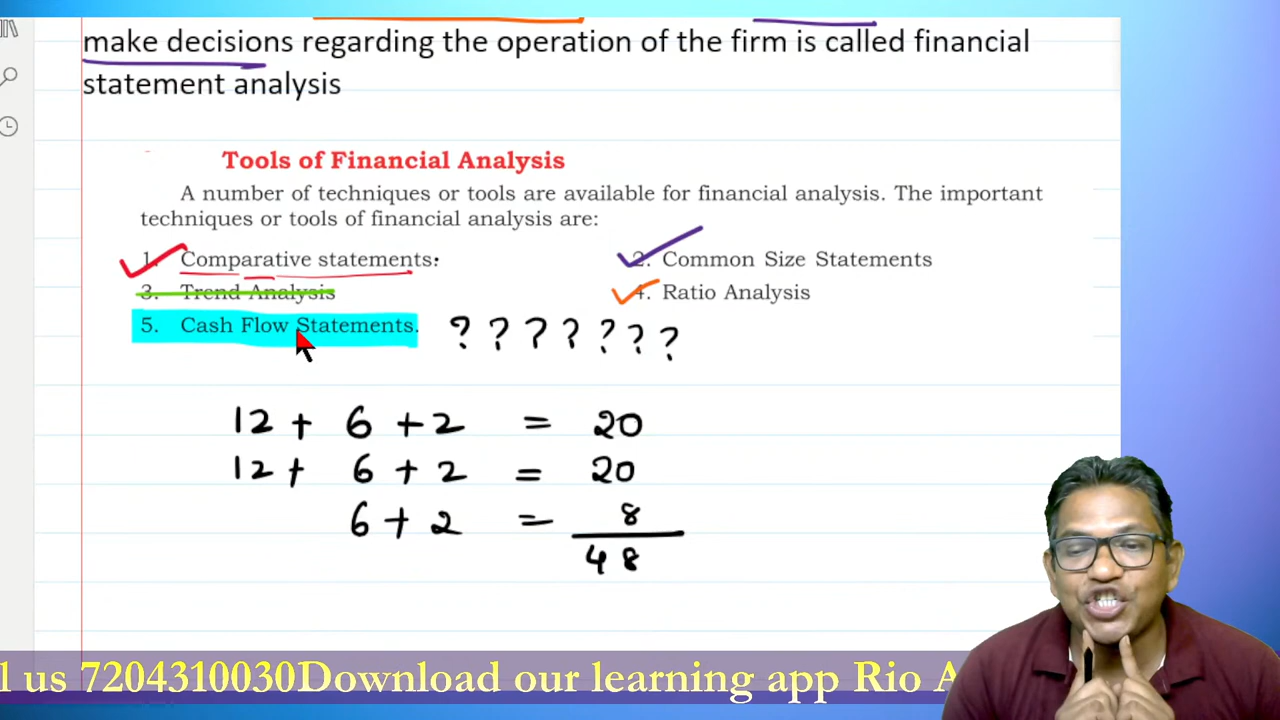 make decisions regarding the operation of the firm is called financial
statement analysis
Tools of Financial Analysis
A number of techniques or tools are available for financial analysis. The important
techniques or tools of financial analysis are:
1. Comparative statements:
2. Common Size Statements
3. Trend Analysis
4. Ratio Analysis
5. Cash Flow Statements. ? ? ? ? ? ? ?
12 + 6 + 2 = 20
12 + 6 + 2 = 20
6 + 2 = 8
48
l us 7204310030!Download our learning app Rio A